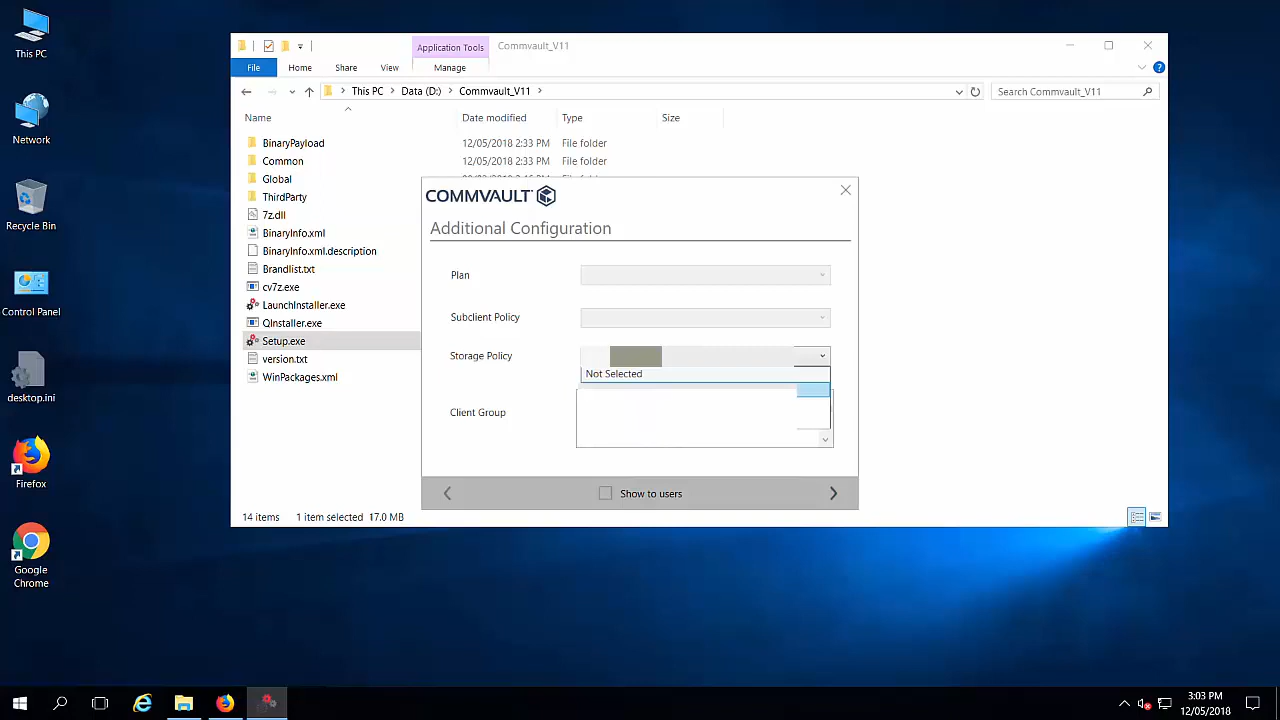 This PC
Network
Recycle Bin
Control Panel
desktop.ini
Firefox
Google
Chrome
Application Tools
Commvault_V11
File
Home
Share
View
Manage
This PC
Data (D:)
Commvault_V11
Search Commvault_V11
Name
Date modified
Type
Size
BinaryPayload
12/05/2018 2:33 PM
File folder
Common
12/05/2018 2:33 PM
File folder
Global
File folder
ThirdParty
7z.dll
BinaryInfo.xml
BinaryInfo.xml.description
Brandlist.txt
cv7z.exe
LaunchInstaller.exe
QInstaller.exe
Setup.exe
version.txt
WinPackages.xml
14 items
1 item selected
17.0 MB
COMMVAULT
Additional Configuration
Plan
Subclient Policy
Storage Policy
Not Selected
Client Group
Show to users
3:03 PM
12/05/2018